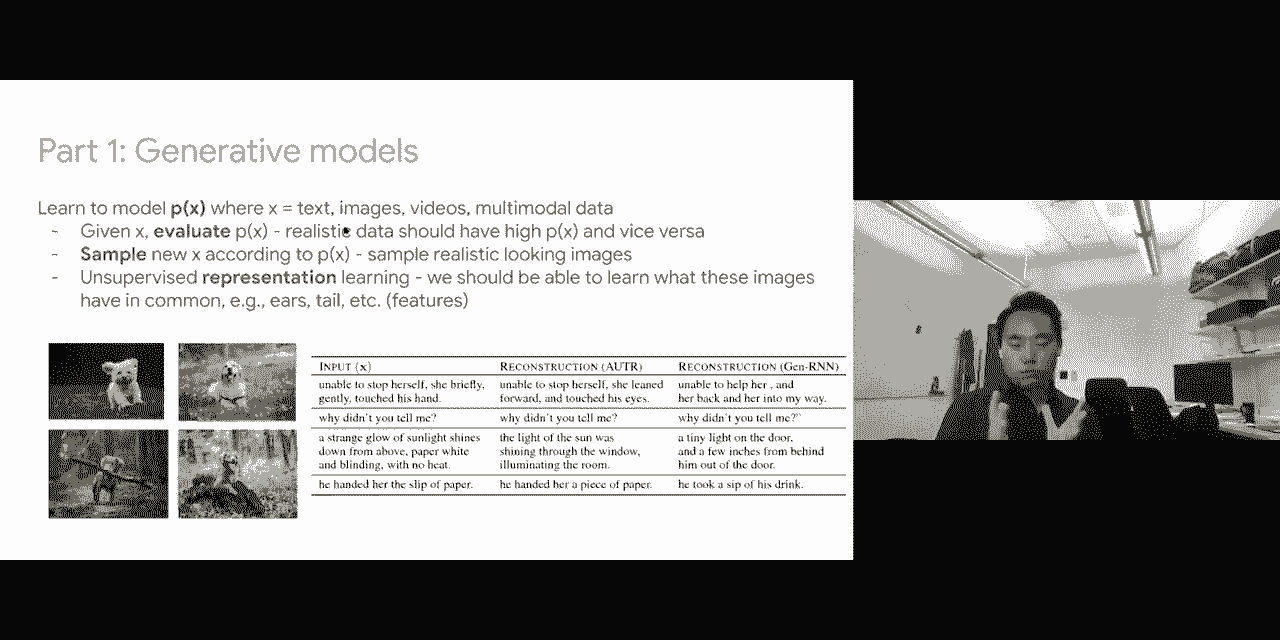 Part 1: Generative models
Learn to model p(x) where x = text, images, videos, multimodal data
- Given x, evaluate p(x) - realistic data should have high p(x) and vice versa
- Sample new x according to p(x) - sample realistic looking images
- Unsupervised representation learning - we should be able to learn what these images
have in common, e.g., ears, tail, etc. (features)
INPUT (x) RECONSTRUCTION (AUTR) RECONSTRUCTION (Gen-RNN)
unable to stop herself, she briefly, unable to stop herself, she leaned unable to help her , and
gently, touched his hand. forward, and touched his eyes. her back and her into my way.
why didn't you tell me? why didn't you tell me? why didn't you tell me?"
a strange glow of sunlight shines the light of the sun was a tiny light on the door,
down from above, paper white shining through the window, and a few inches from behind
and blinding, with no heat. illuminating the room. him out of the door.
he handed her the slip of paper. he handed her a piece of paper. he took a sip of his drink.